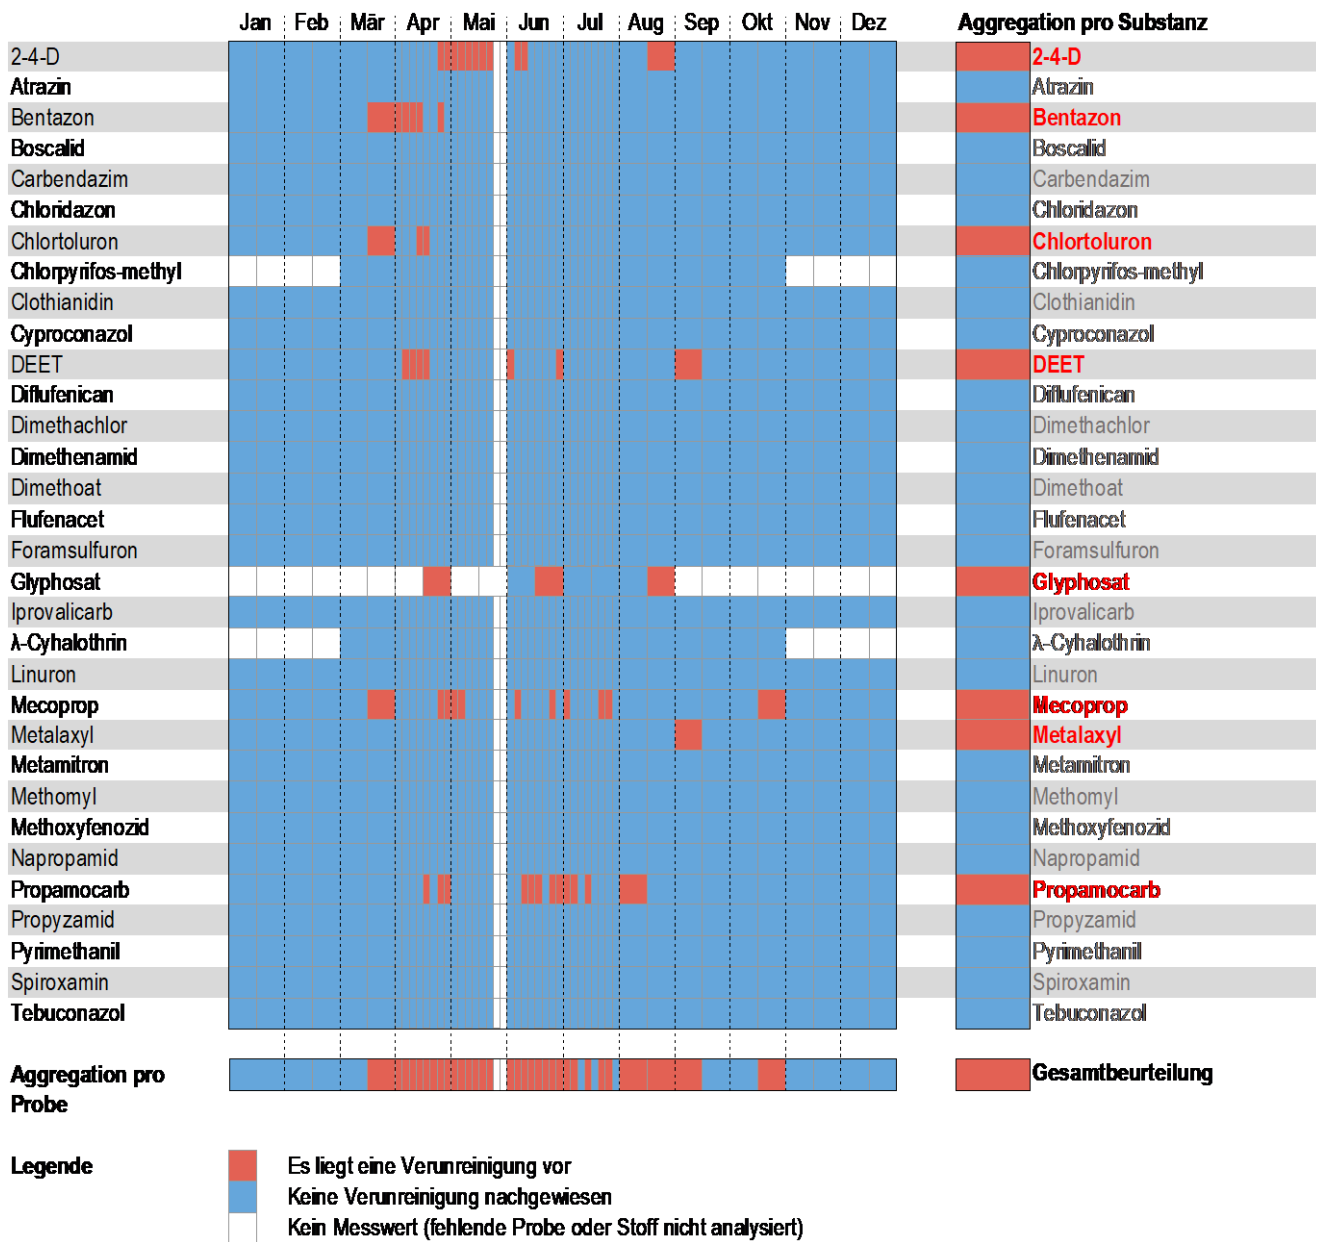 Jan Feb Mär Apr Mai Jun Jul Aug Sep Okt Nov Dez Aggregation pro Substanz
2-4-D 2-4-D
Atrazin Atrazin
Bentazon Bentazon
Boscalid Boscalid
Carbendazim Carbendazim
Chloridazon Chloridazon
Chlortoluron Chlortoluron
Chlorpyrifos-methyl Chlorpyrifos-methyl
Clothianidin Clothianidin
Cyproconazol Cyproconazol
DEET DEET
Diflufenican Diflufenican
Dimethachlor Dimethachlor
Dimethenamid Dimethenamid
Dimethoat Dimethoat
Flufenacet Flufenacet
Foramsulfuron Foramsulfuron
Glyphosat Glyphosat
Iprovalicarb Iprovalicarb
λ-Cyhalothrin λ-Cyhalothrin
Linuron Linuron
Mecoprop Mecoprop
Metalaxyl Metalaxyl
Metamitron Metamitron
Methomyl Methomyl
Methoxyfenozid Methoxyfenozid
Napropamid Napropamid
Propamocarb Propamocarb
Propyzamid Propyzamid
Pyrimethanil Pyrimethanil
Spiroxamin Spiroxamin
Tebuconazol Tebuconazol
Aggregation pro Gesamtbeurteilung
Probe
Legende Es liegt eine Verunreinigung vor
Keine Verunreinigung nachgewiesen
Kein Messwert (fehlende Probe oder Stoff nicht analysiert)